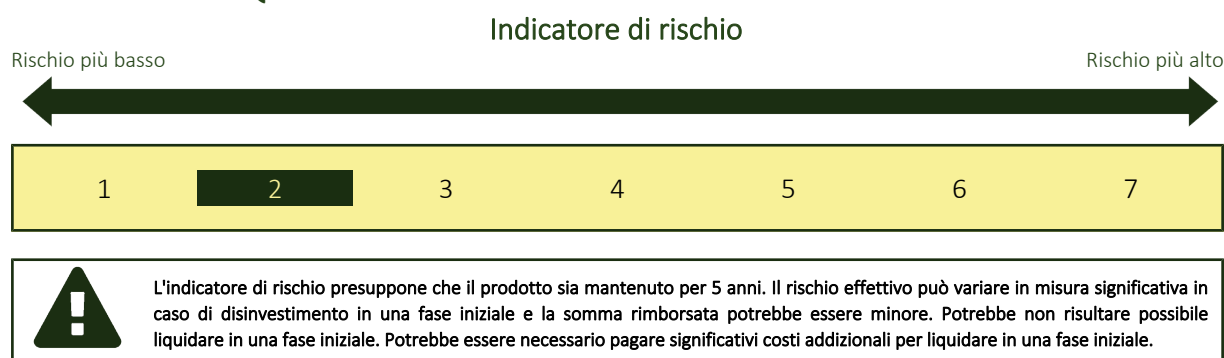 Indicatore di rischio
Rischio più basso
Rischio più alto
1 2 3 4 5 6 7
L'indicatore di rischio presuppone che il prodotto sia mantenuto per 5 anni. Il rischio effettivo può variare in misura significativa in
caso di disinvestimento in una fase iniziale e la somma rimborsata potrebbe essere minore. Potrebbe non risultare possibile
liquidare in una fase iniziale. Potrebbe essere necessario pagare significativi costi addizionali per liquidare in una fase iniziale.